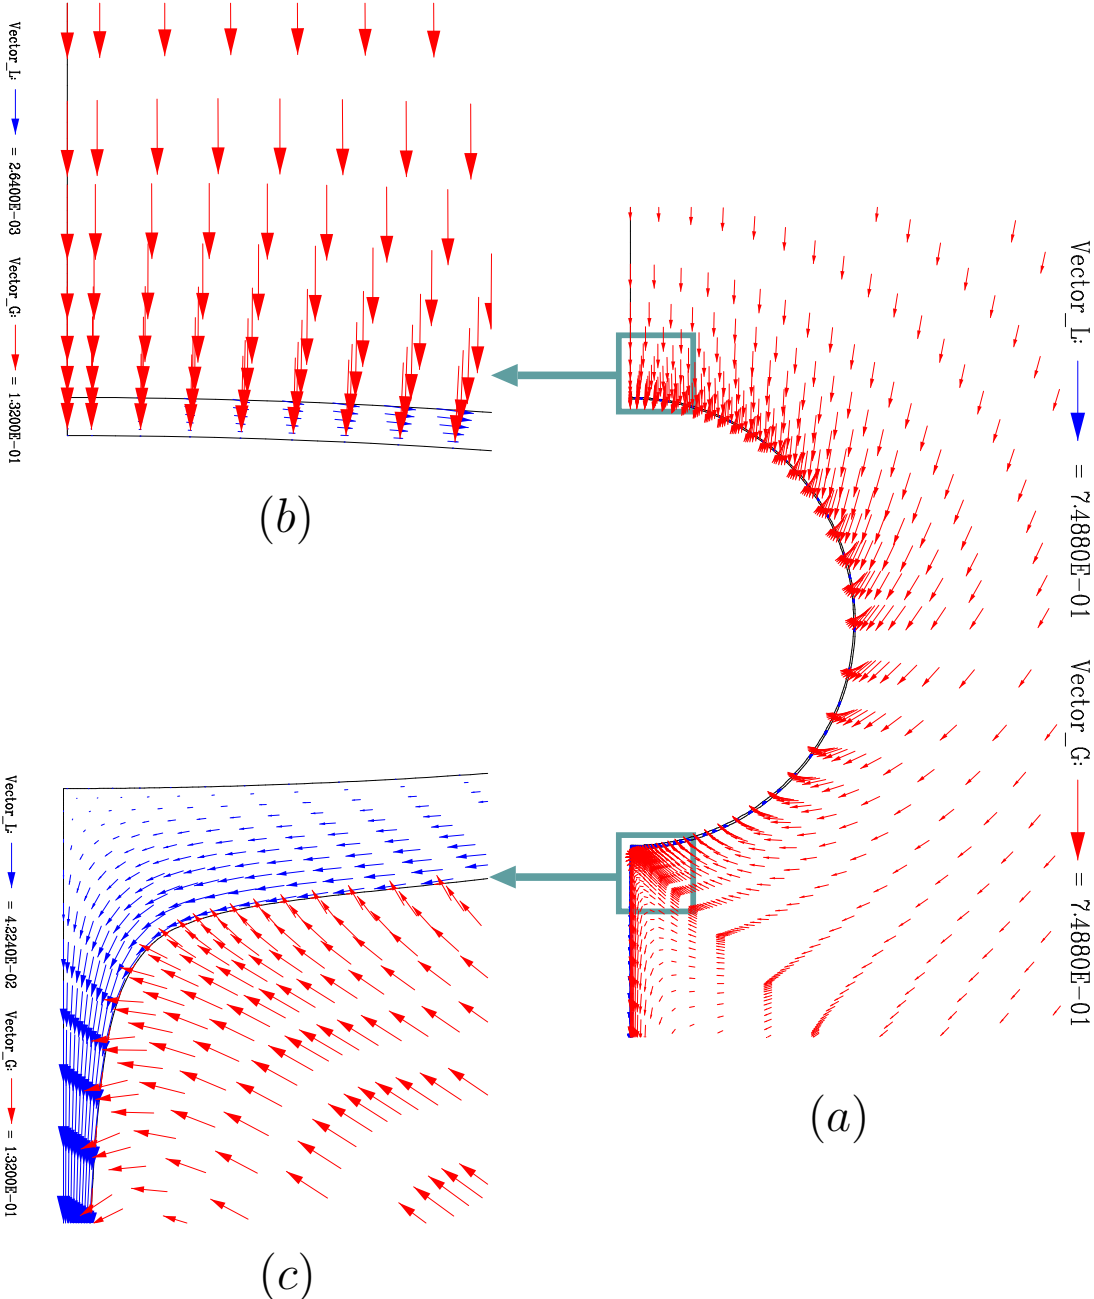 Vector_L: = 2.6400E-03 Vector_G: = 1.3200E-01
(b)
Vector_L: = 7.4880E-01 Vector_G: = 7.4880E-01
(a)
Vector_L: = 4.2240E-02 Vector_G: = 1.3200E-01
(c)